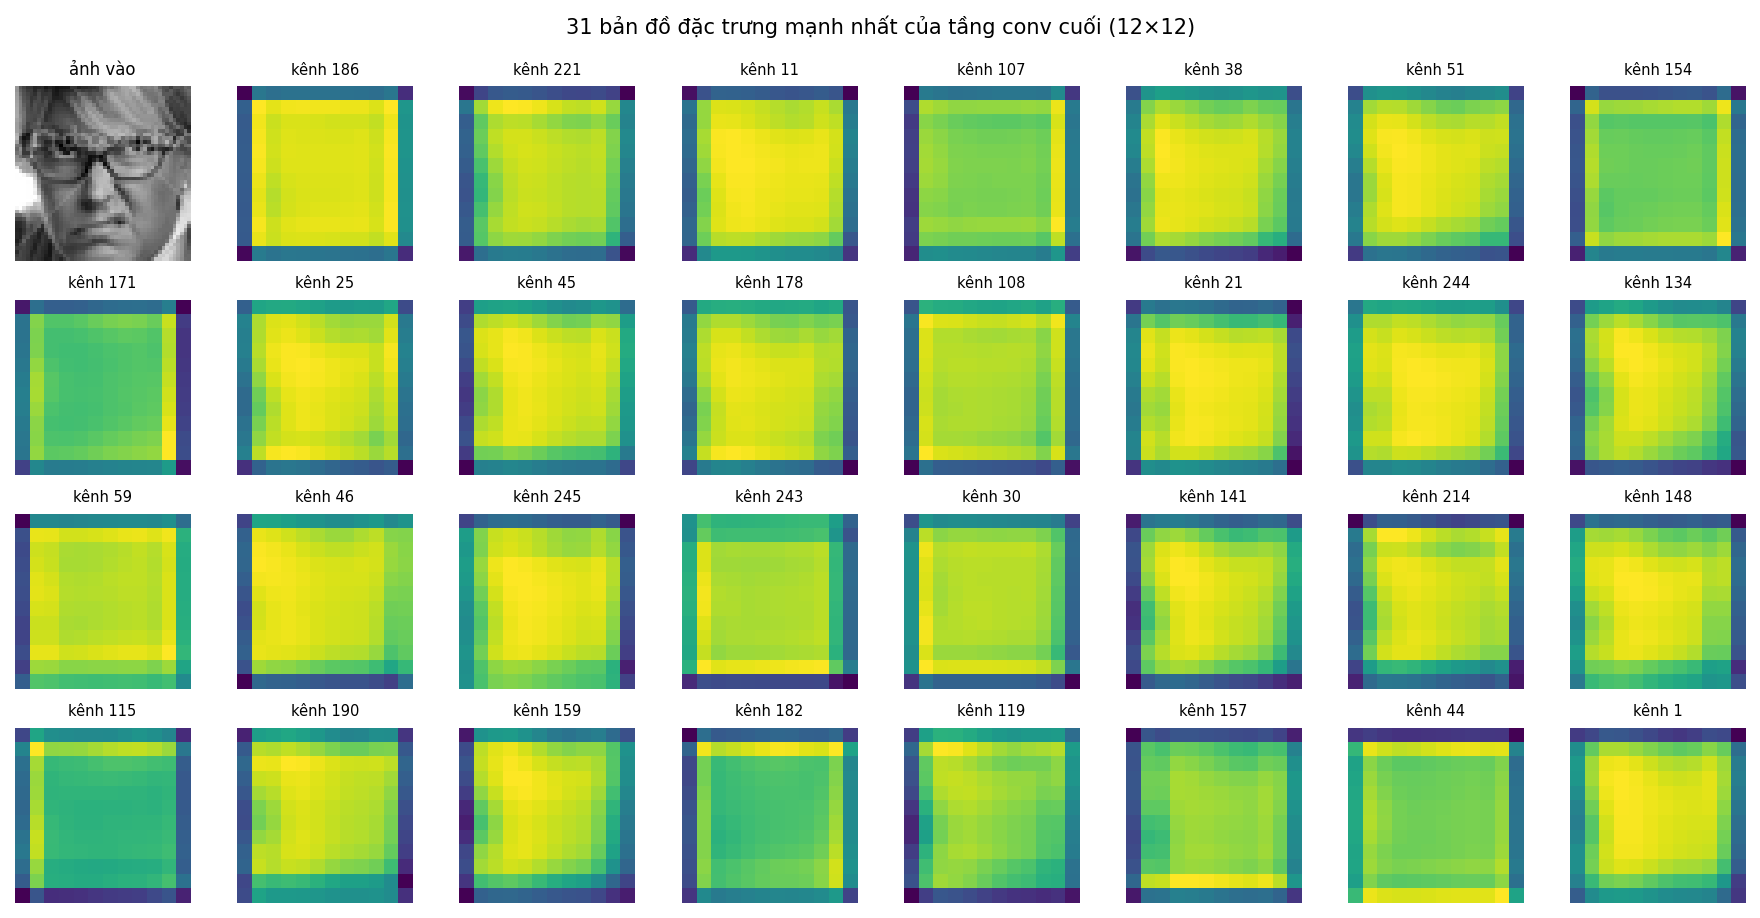 31 bản đồ đặc trưng mạnh nhất của tầng conv cuối (12×12)
ảnh vào kênh 186 kênh 221 kênh 11 kênh 107 kênh 38 kênh 51 kênh 154
kênh 171 kênh 25 kênh 45 kênh 178 kênh 108 kênh 21 kênh 244 kênh 134
kênh 59 kênh 46 kênh 245 kênh 243 kênh 30 kênh 141 kênh 214 kênh 148
kênh 115 kênh 190 kênh 159 kênh 182 kênh 119 kênh 157 kênh 44 kênh 1